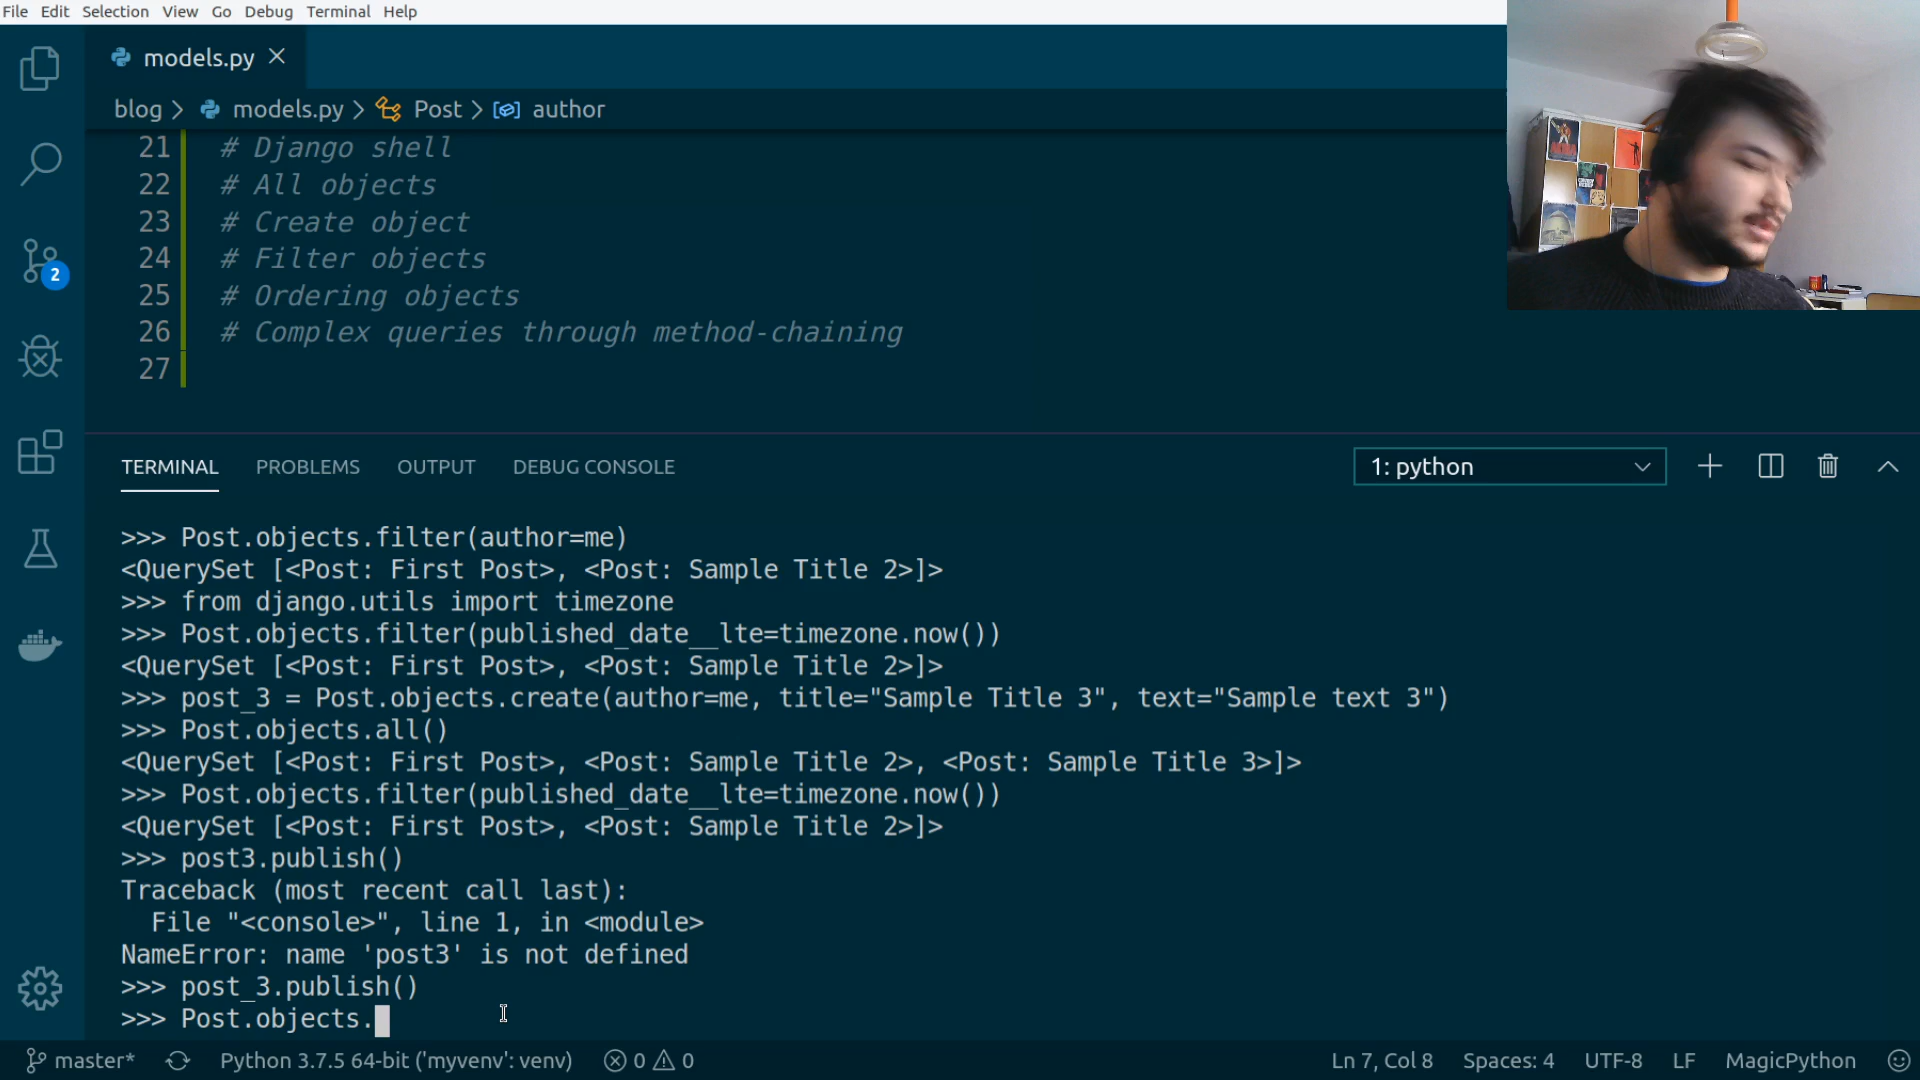 File Edit Selection View Go Debug Terminal Help
models.py
blog > models.py > Post > author
21 # Django shell
22 # All objects
23 # Create object
24 # Filter objects
25 # Ordering objects
26 # Complex queries through method-chaining
27
2
TERMINAL PROBLEMS OUTPUT DEBUG CONSOLE 1: python
>>> Post.objects.filter(author=me)
<QuerySet [<Post: First Post>, <Post: Sample Title 2>]>
>>> from django.utils import timezone
>>> Post.objects.filter(published_date__lte=timezone.now())
<QuerySet [<Post: First Post>, <Post: Sample Title 2>]>
>>> post_3 = Post.objects.create(author=me, title="Sample Title 3", text="Sample text 3")
>>> Post.objects.all()
<QuerySet [<Post: First Post>, <Post: Sample Title 2>, <Post: Sample Title 3>]>
>>> Post.objects.filter(published_date__lte=timezone.now())
<QuerySet [<Post: First Post>, <Post: Sample Title 2>]>
>>> post3.publish()
Traceback (most recent call last):
  File "<console>", line 1, in <module>
NameError: name 'post3' is not defined
>>> post_3.publish()
>>> Post.objects.
master* Python 3.7.5 64-bit ('myvenv': venv) 0 0 Ln 7, Col 8 Spaces: 4 UTF-8 LF MagicPython